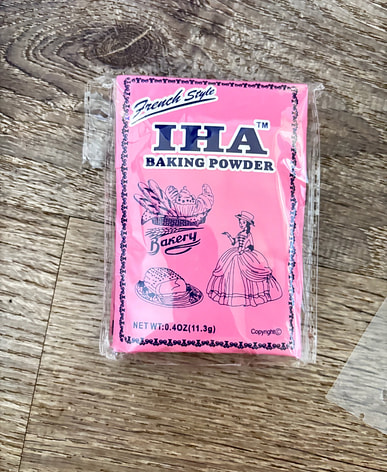 French Style
IHA™
BAKING POWDER
Bakery
NET WT:0.4OZ(11.3g)
Copyright©